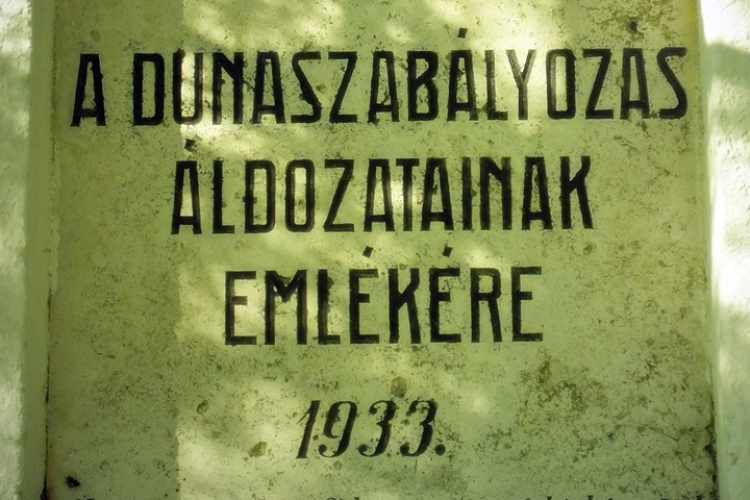 A DUNASZABÁLYOZÁS
ÁLDOZATAINAK
EMLÉKÉRE
1933.